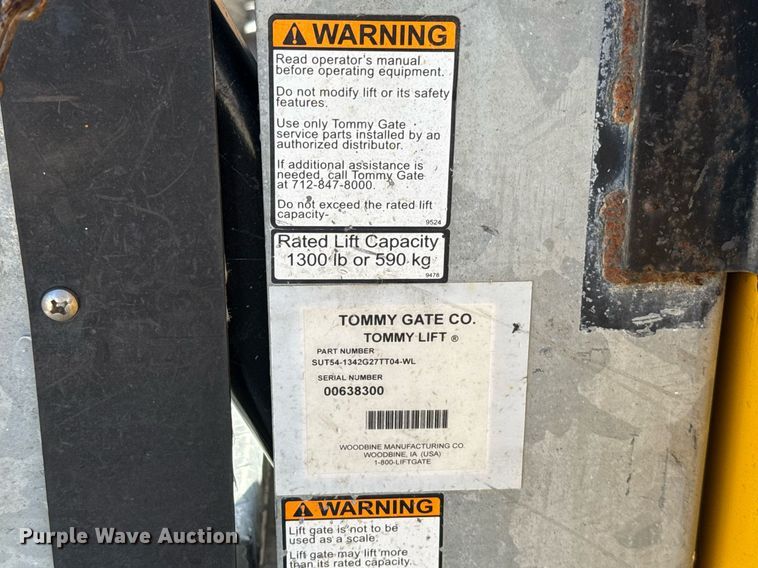 WARNING
Read operator's manual
before operating equipment.
Do not modify lift or its safety
features.
Use only Tommy Gate
service parts installed by an
authorized distributor.
If additional assistance is
needed, call Tommy Gate
at 712-847-8000.
Do not exceed the rated lift
capacity.
9524
Rated Lift Capacity
1300 lb or 590 kg
9476
TOMMY GATE CO.
TOMMY LIFT ®
PART NUMBER
SUT54-1342G27TT04-WL
SERIAL NUMBER
00638300
WOODBINE MANUFACTURING CO.
WOODBINE, IA (USA)
1-800-LIFTGATE
WARNING
Lift gate is not to be
used as a scale.
Lift gate may lift more
than its rated capacity.
Purple Wave Auction